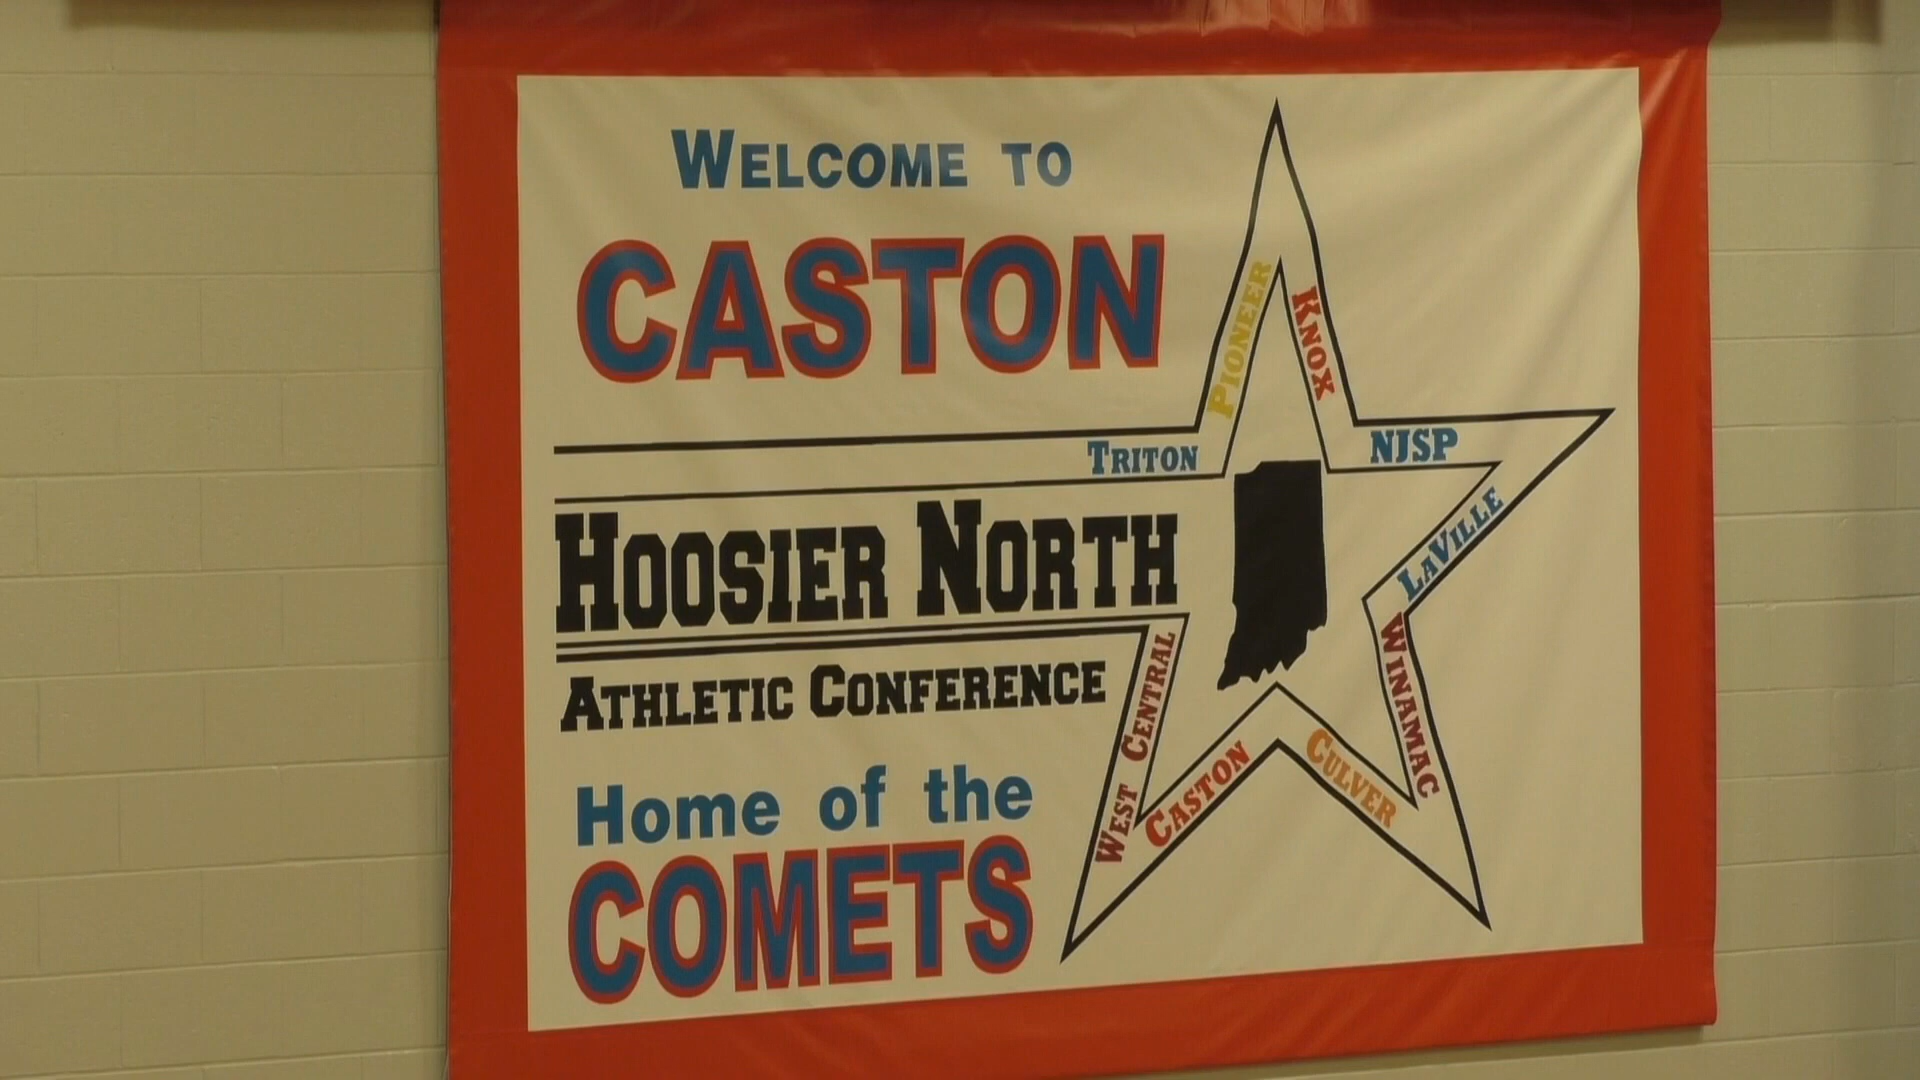 WELCOME TO
CASTON
PIONEER
KNOX
TRITON
NJSP
LAVILLE
HOOSIER NORTH
ATHLETIC CONFERENCE
WINAMAC
WEST CENTRAL
CASTON
CULVER
Home of the
COMETS